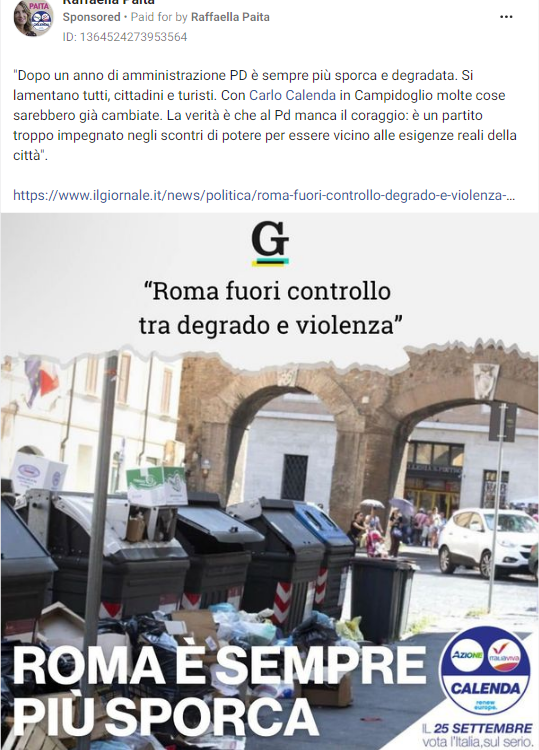 Raffaella Paita
Sponsored • Paid for by Raffaella Paita
ID: 1364524273953564
PAITA
CALENDA
"Dopo un anno di amministrazione PD è sempre più sporca e degradata. Si
lamentano tutti, cittadini e turisti. Con Carlo Calenda in Campidoglio molte cose
sarebbero già cambiate. La verità è che al Pd manca il coraggio: è un partito
troppo impegnato negli scontri di potere per essere vicino alle esigenze reali della
città".
https://www.ilgiornale.it/news/politica/roma-fuori-controllo-degrado-e-violenza-...
G
“Roma fuori controllo
tra degrado e violenza”
ROMA È SEMPRE
PIÙ SPORCA
AZIONE
ITALIAVIVA
CALENDA
renew
europe.
IL 25 SETTEMBRE
vota l'Italia, sul serio.